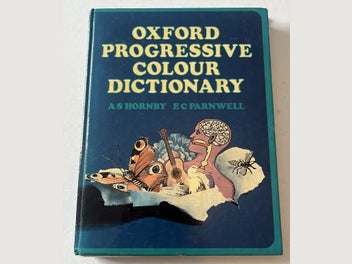 OXFORD
PROGRESSIVE
COLOUR
DICTIONARY
A S HORNBY E C PARNWELL